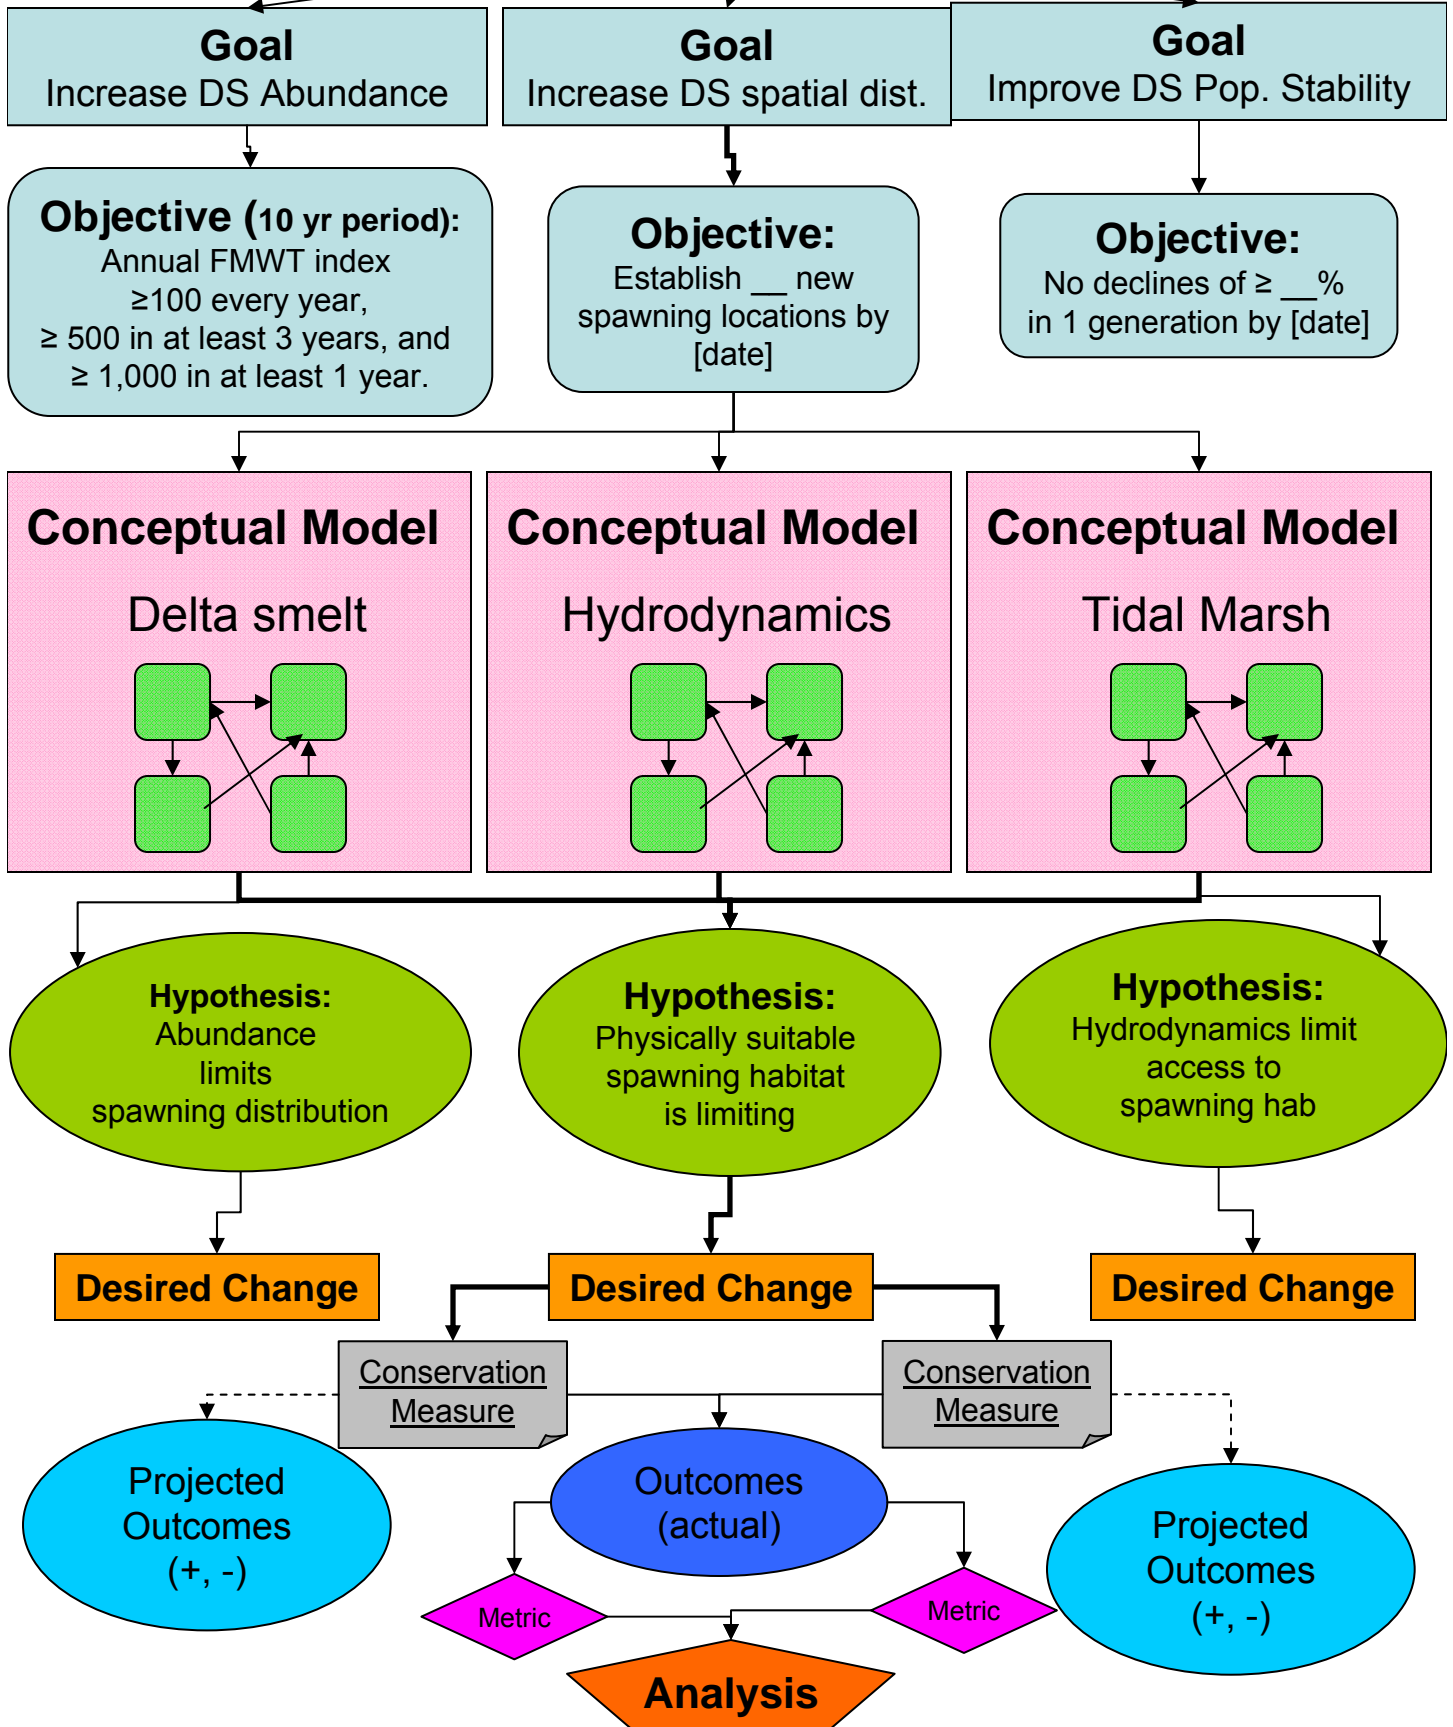 Goal
Increase DS Abundance
Goal
Increase DS spatial dist.
Goal
Improve DS Pop. Stability
Objective (10 yr period):
Annual FMWT index
≥100 every year,
≥ 500 in at least 3 years, and
≥ 1,000 in at least 1 year.
Objective:
Establish __ new
spawning locations by
[date]
Objective:
No declines of ≥ __%
in 1 generation by [date]
Conceptual Model
Delta smelt
Conceptual Model
Hydrodynamics
Conceptual Model
Tidal Marsh
Hypothesis:
Abundance
limits
spawning distribution
Hypothesis:
Physically suitable
spawning habitat
is limiting
Hypothesis:
Hydrodynamics limit
access to
spawning hab
Desired Change
Desired Change
Desired Change
Conservation
Measure
Conservation
Measure
Projected
Outcomes
(+, -)
Outcomes
(actual)
Projected
Outcomes
(+, -)
Metric
Metric
Analysis